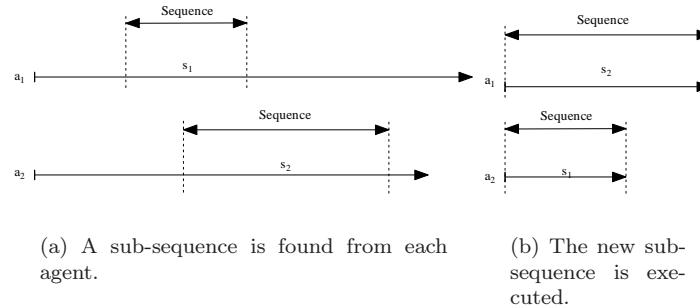 Sequence
s1
a1
Sequence
s2
a2
(a) A sub-sequence is found from each
agent.
Sequence
s2
a1
Sequence
s1
a2
(b) The new sub-
sequence is exe-
cuted.